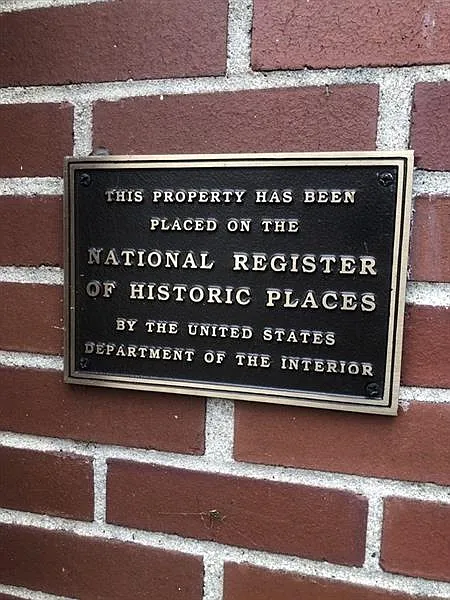 THIS PROPERTY HAS BEEN
PLACED ON THE
NATIONAL REGISTER
OF HISTORIC PLACES
BY THE UNITED STATES
DEPARTMENT OF THE INTERIOR